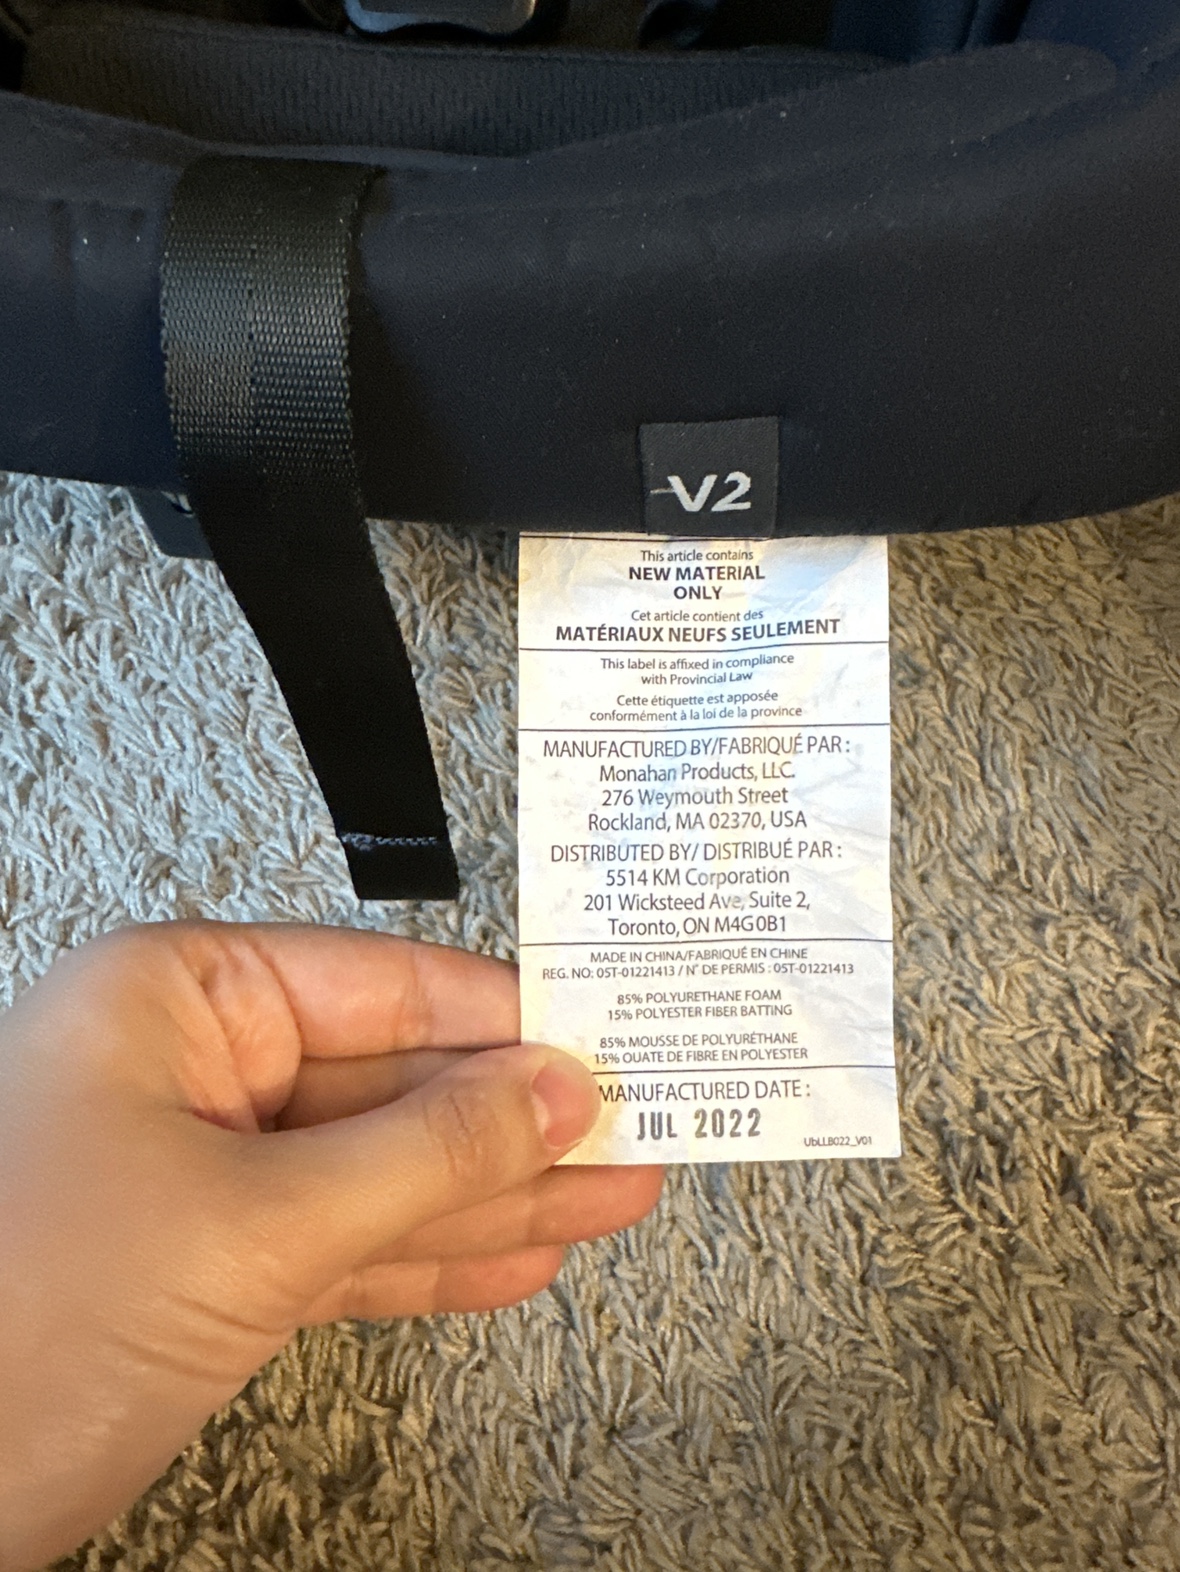 V2
This article contains
NEW MATERIAL
ONLY
Cet article contient des
MATÉRIAUX NEUFS SEULEMENT
This label is affixed in compliance
with Provincial Law
Cette étiquette est apposée
conformément à la loi de la province
MANUFACTURED BY/FABRIQUÉ PAR :
Monahan Products, LLC.
276 Weymouth Street
Rockland, MA 02370, USA
DISTRIBUTED BY/ DISTRIBUÉ PAR :
5514 KM Corporation
201 Wicksteed Ave, Suite 2,
Toronto, ON M4G0B1
MADE IN CHINA/FABRIQUÉ EN CHINE
REG. NO: 05T-01221413 / N° DE PERMIS : 05T-01221413
85% POLYURETHANE FOAM
15% POLYESTER FIBER BATTING
85% MOUSSE DE POLYURÉTHANE
15% OUATE DE FIBRE EN POLYESTER
MANUFACTURED DATE :
JUL 2022
UbLLB022_V01